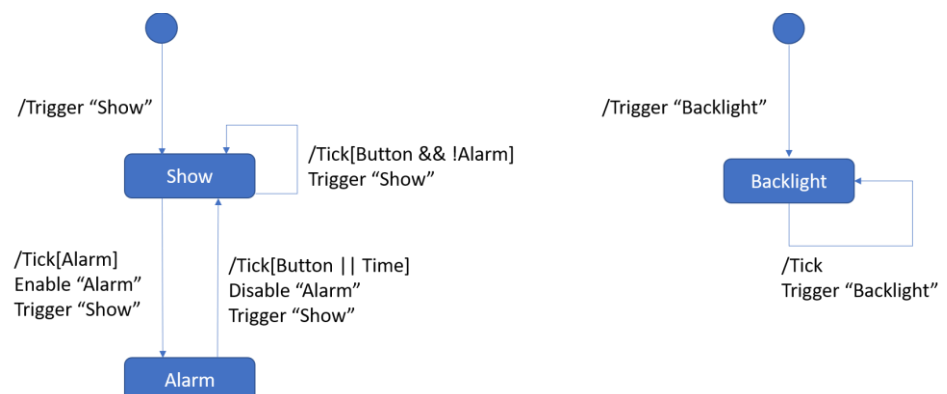 /Trigger “Show”
Show
/Tick[Button && !Alarm]
Trigger “Show”
/Tick[Alarm]
Enable “Alarm”
Trigger “Show”
/Tick[Button || Time]
Disable “Alarm”
Trigger “Show”
Alarm
/Trigger “Backlight”
Backlight
/Tick
Trigger “Backlight”